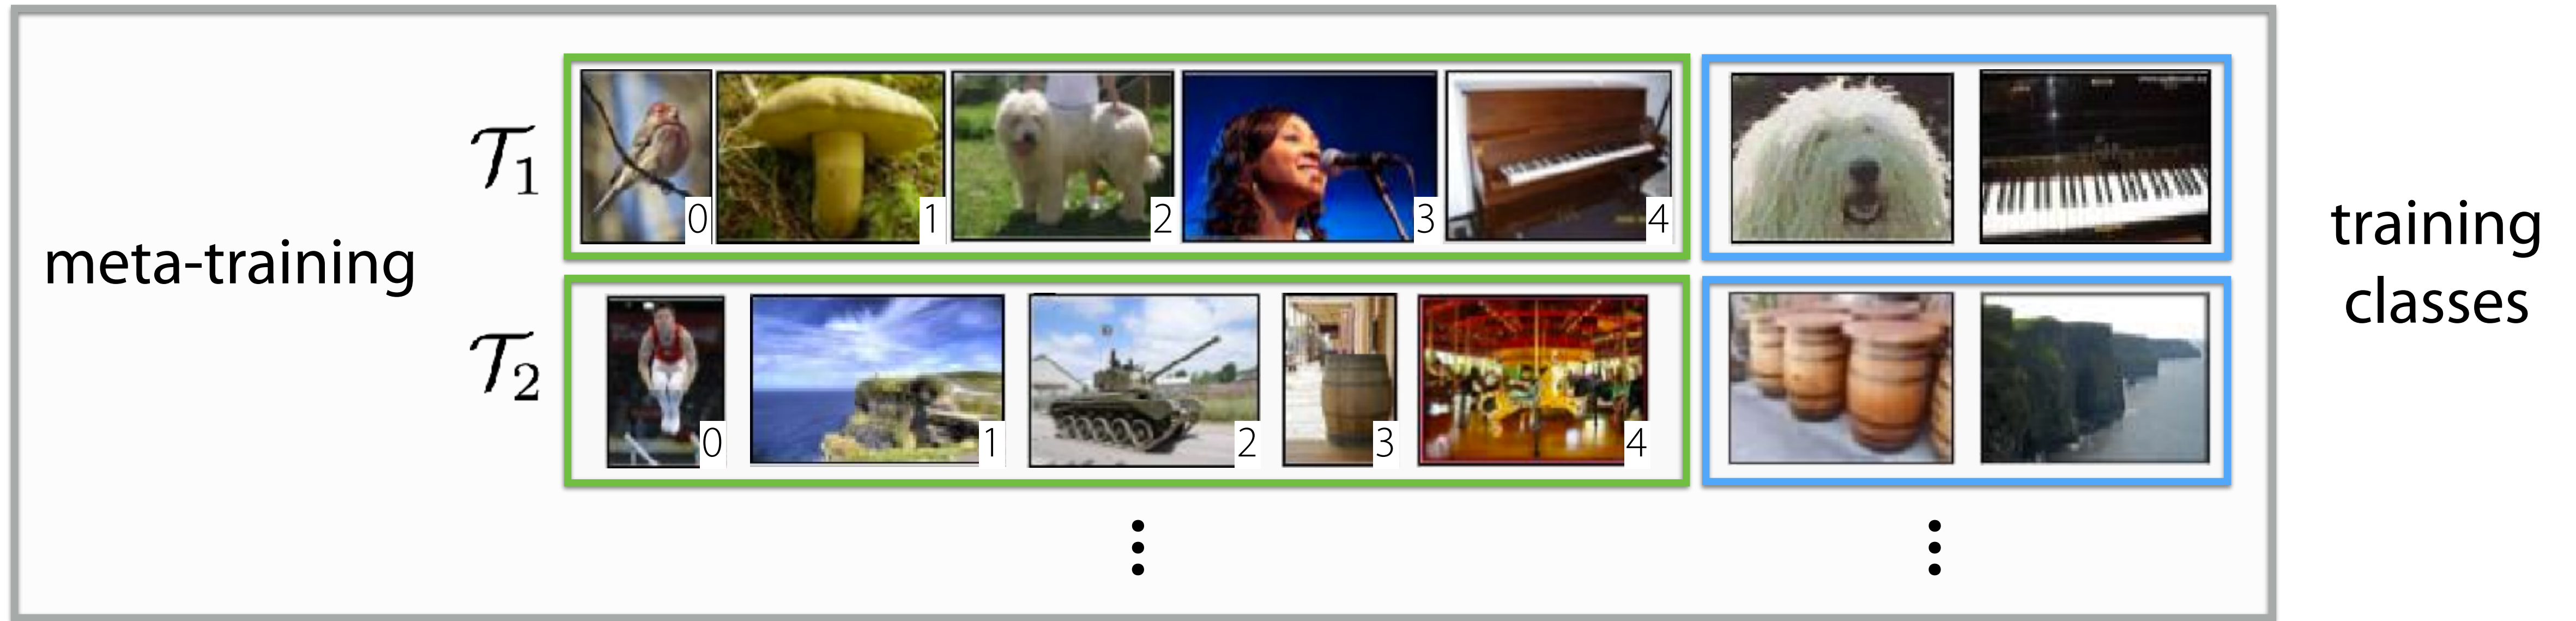 meta-training
𝒯₁
0 1 2 3 4
𝒯₂
0 1 2 3 4
training
classes